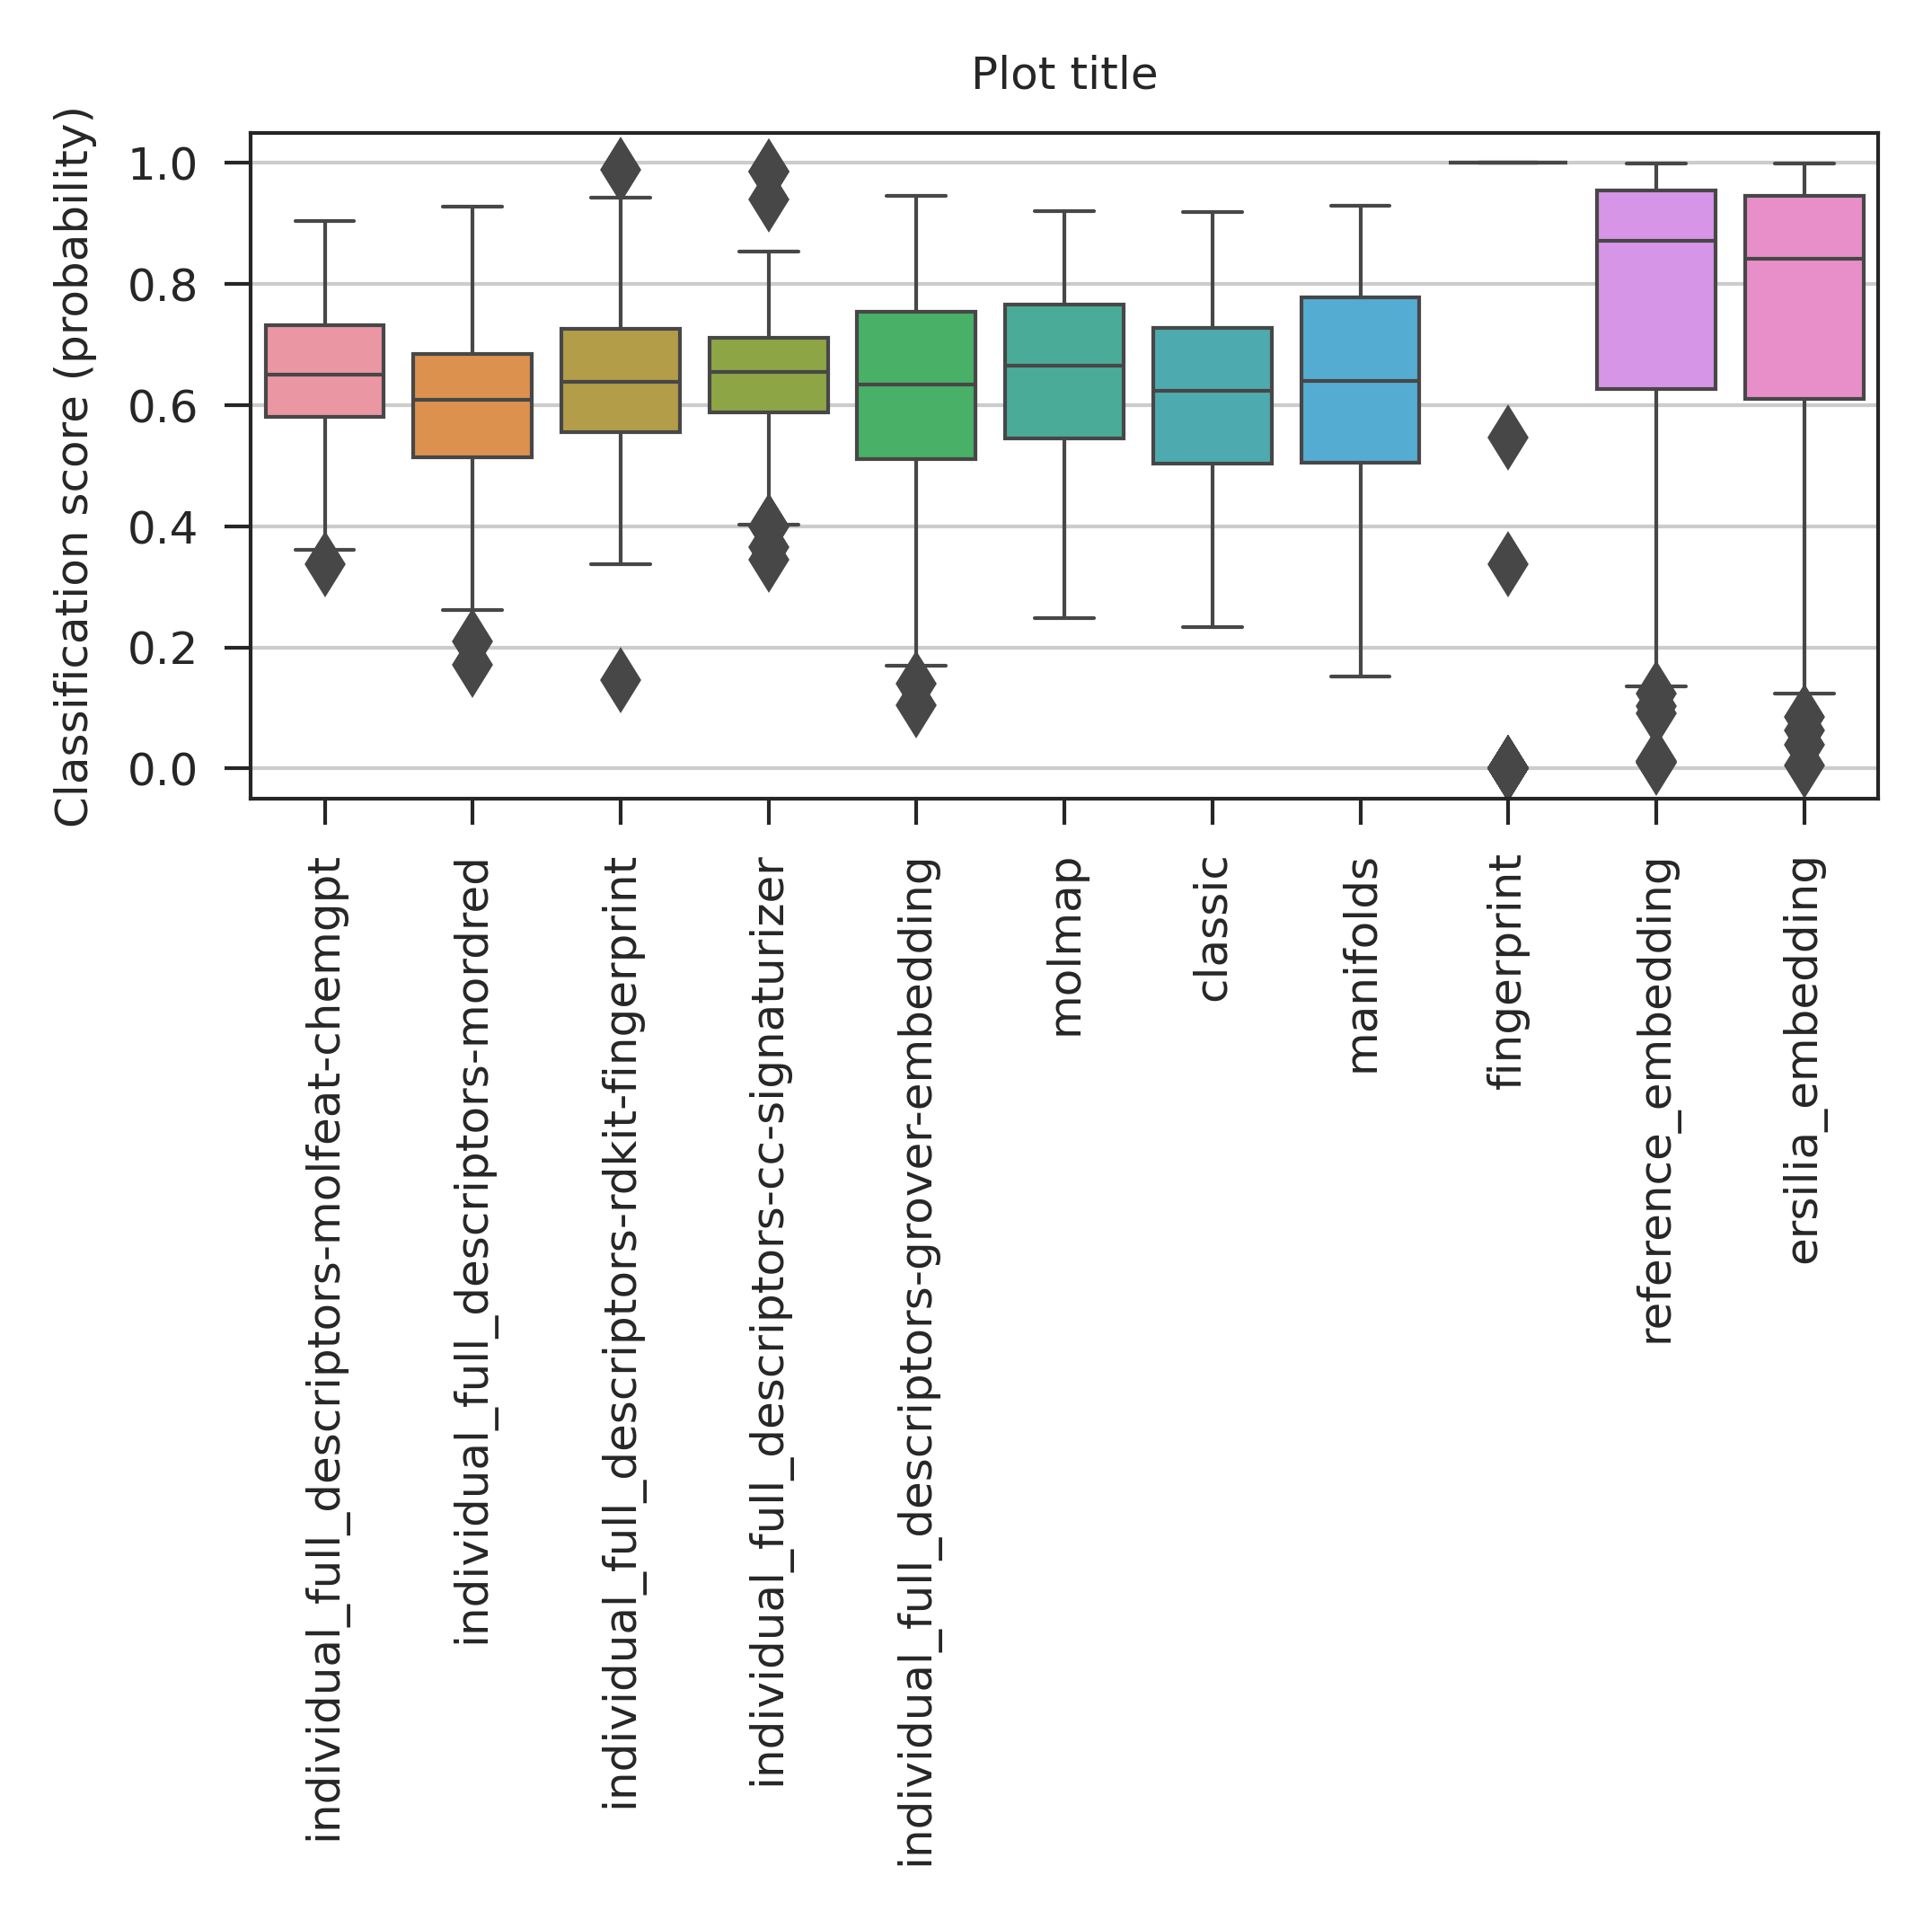 Plot title
Classification score (probability)
1.0
0.8
0.6
0.4
0.2
0.0
individual_full_descriptors-molfeat-chemgpt
individual_full_descriptors-mordred
individual_full_descriptors-rdkit-fingerprint
individual_full_descriptors-cc-signaturizer
individual_full_descriptors-grover-embedding
molmap
classic
manifolds
fingerprint
reference_embedding
ersilia_embedding